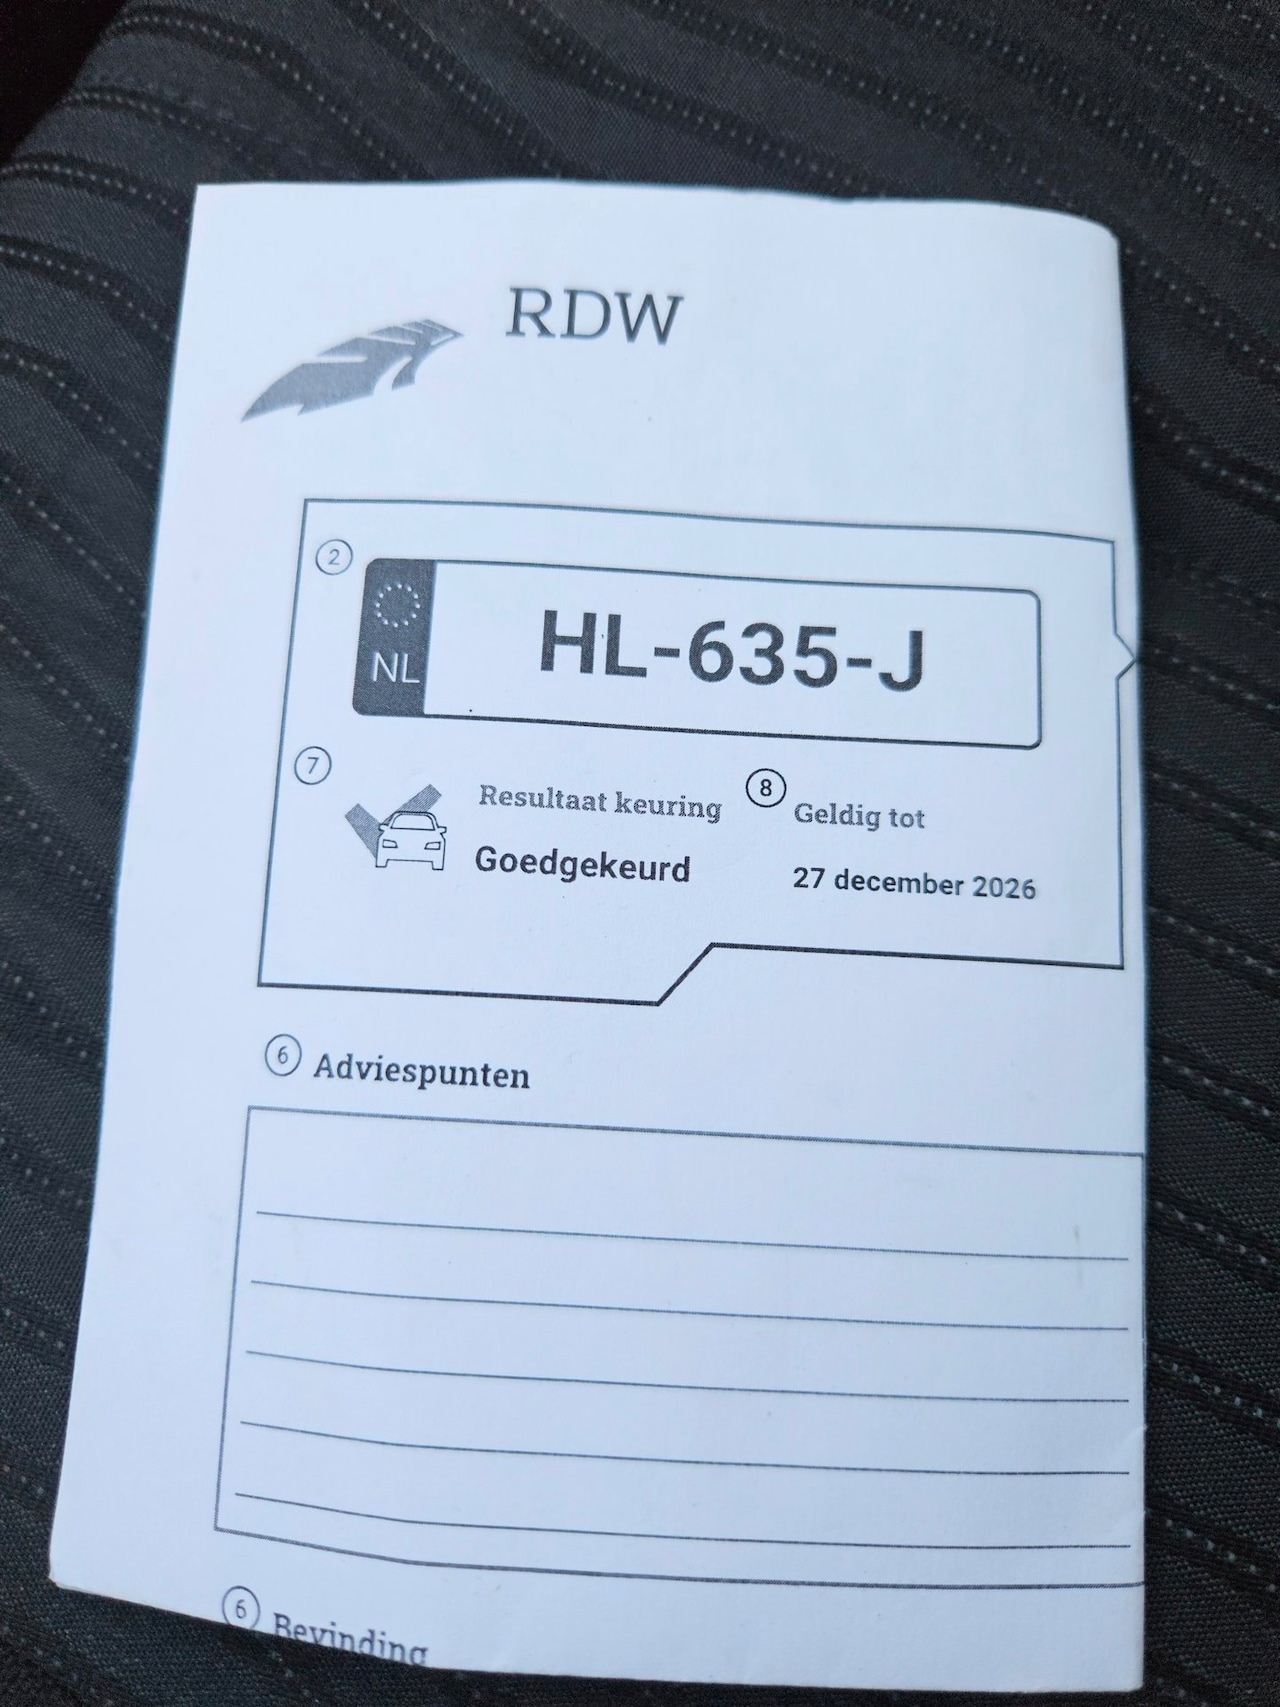 RDW
2
NL
HL-635-J
7
Resultaat keuring
8
Geldig tot
Goedgekeurd
27 december 2026
6 Adviespunten
6 Bevinding